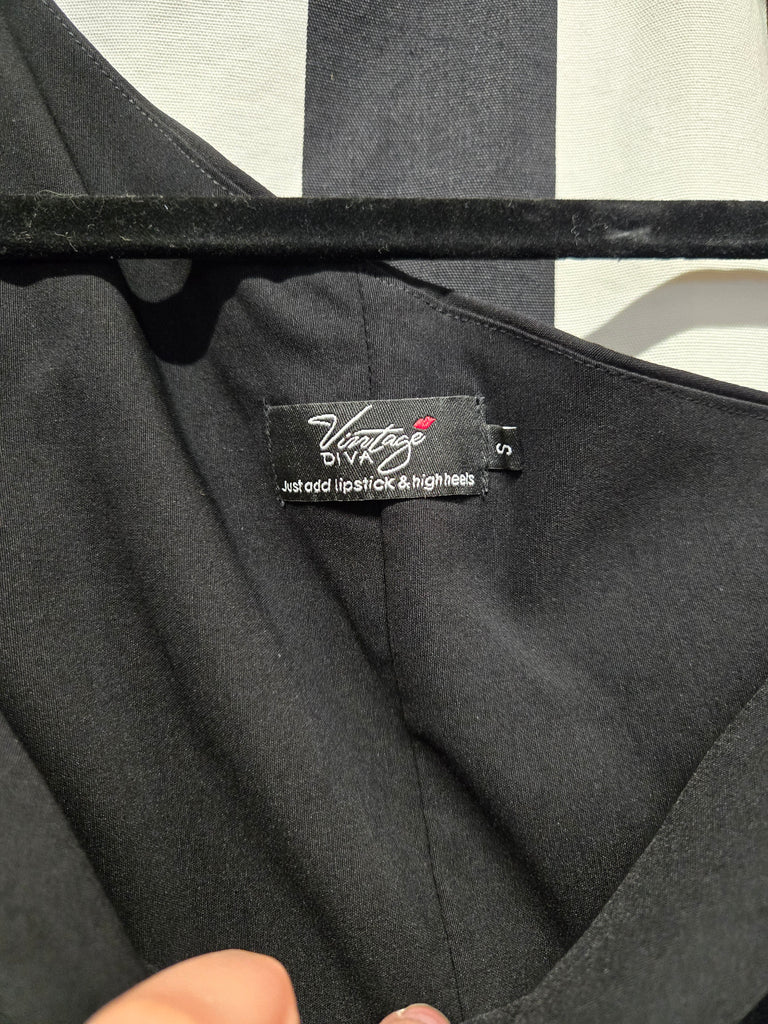 Vintage
DIVA
Just add lipstick & high heels
S